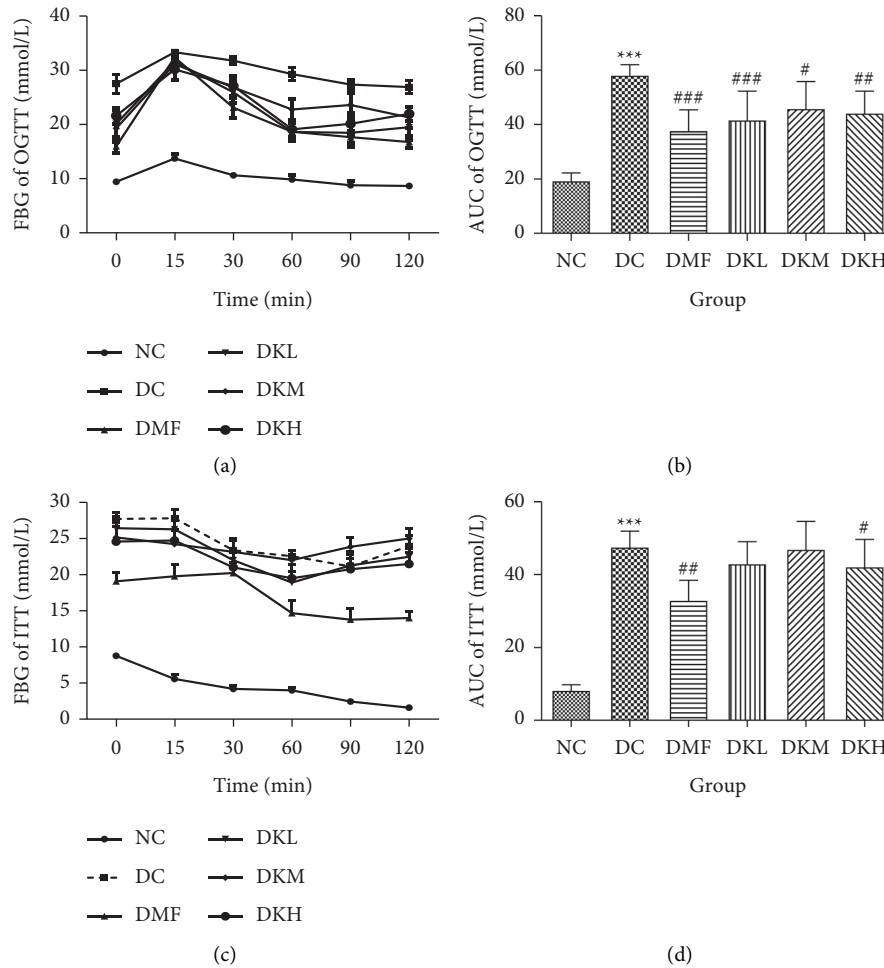 FBG of OGTT (mmol/L)
40
30
20
10
0
0 15 30 60 90 120
Time (min)
NC DKL
DC DKM
DMF DKH
(a)
AUC of OGTT (mmol/L)
80
60
40
20
0
*** ### ### # ##
NC DC DMF DKL DKM DKH
Group
(b)
FBG of ITT (mmol/L)
30
25
20
15
10
5
0
0 15 30 60 90 120
Time (min)
NC DKL
DC DKM
DMF DKH
(c)
AUC of ITT (mmol/L)
60
40
20
0
*** ## #
NC DC DMF DKL DKM DKH
Group
(d)